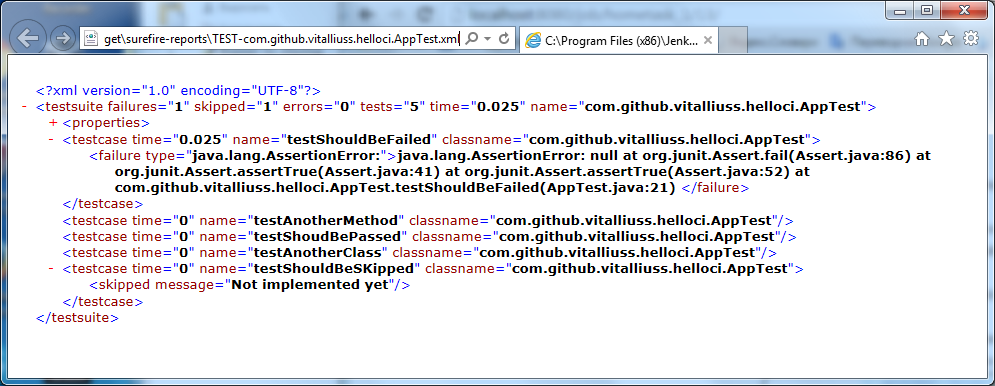 get\surefire-reports\TEST-com.github.vitalliuss.helloci.AppTest.xml
C:\Program Files (x86)\Jenk...
<?xml version="1.0" encoding="UTF-8"?>
- <testsuite failures="1" skipped="1" errors="0" tests="5" time="0.025" name="com.github.vitalliuss.helloci.AppTest">
+ <properties>
- <testcase time="0.025" name="testShouldBeFailed" classname="com.github.vitalliuss.helloci.AppTest">
<failure type="java.lang.AssertionError:">java.lang.AssertionError: null at org.junit.Assert.fail(Assert.java:86) at
org.junit.Assert.assertTrue(Assert.java:41) at org.junit.Assert.assertTrue(Assert.java:52) at
com.github.vitalliuss.helloci.AppTest.testShouldBeFailed(AppTest.java:21) </failure>
</testcase>
<testcase time="0" name="testAnotherMethod" classname="com.github.vitalliuss.helloci.AppTest"/>
<testcase time="0" name="testShoudBePassed" classname="com.github.vitalliuss.helloci.AppTest"/>
<testcase time="0" name="testAnotherClass" classname="com.github.vitalliuss.helloci.AppTest"/>
- <testcase time="0" name="testShouldBeSKipped" classname="com.github.vitalliuss.helloci.AppTest">
<skipped message="Not implemented yet"/>
</testcase>
</testsuite>